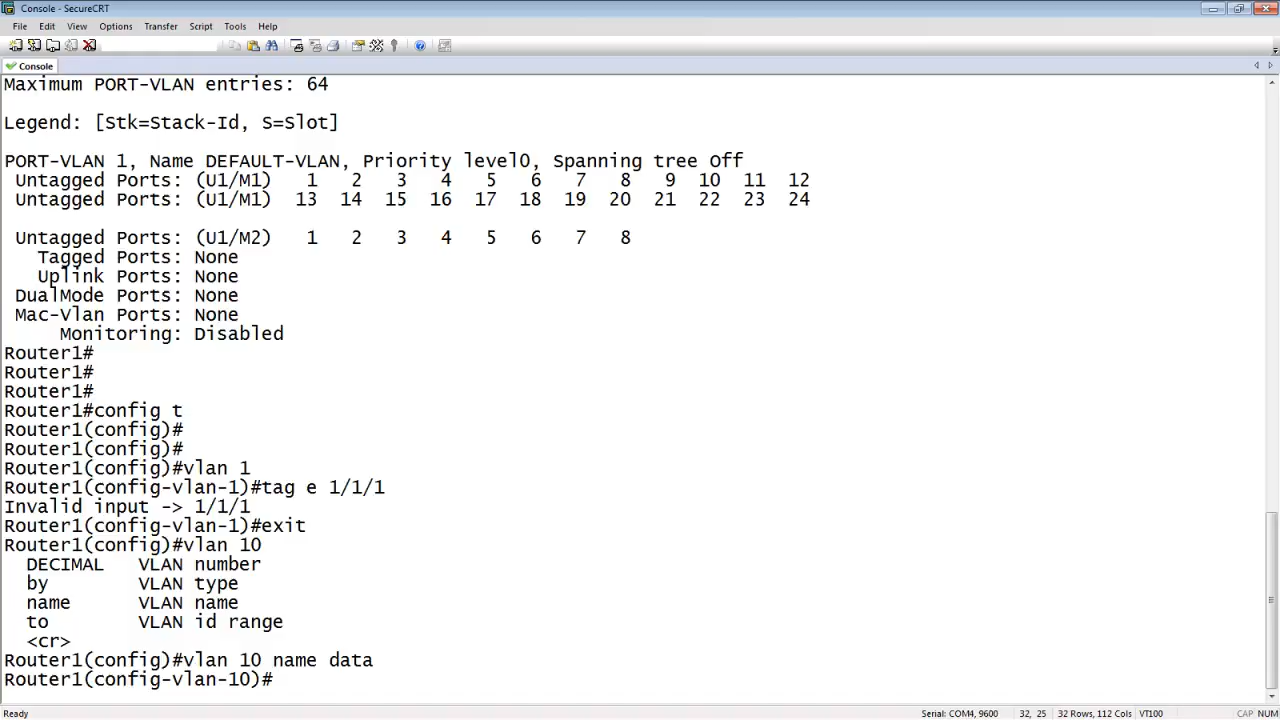 Console - SecureCRT
File Edit View Options Transfer Script Tools Help
Console
Maximum PORT-VLAN entries: 64
Legend: [Stk=Stack-Id, S=Slot]
PORT-VLAN 1, Name DEFAULT-VLAN, Priority level0, Spanning tree Off
Untagged Ports: (U1/M1) 1 2 3 4 5 6 7 8 9 10 11 12
Untagged Ports: (U1/M1) 13 14 15 16 17 18 19 20 21 22 23 24
Untagged Ports: (U1/M2) 1 2 3 4 5 6 7 8
Tagged Ports: None
Uplink Ports: None
DualMode Ports: None
Mac-Vlan Ports: None
Monitoring: Disabled
Router1#
Router1#
Router1#
Router1#config t
Router1(config)#
Router1(config)#
Router1(config)#vlan 1
Router1(config-vlan-1)#tag e 1/1/1
Invalid input -> 1/1/1
Router1(config-vlan-1)#exit
Router1(config)#vlan 10
DECIMAL VLAN number
by VLAN type
name VLAN name
to VLAN id range
<cr>
Router1(config)#vlan 10 name data
Router1(config-vlan-10)#
Ready Serial: COM4, 9600 32, 25 32 Rows, 112 Cols VT100 CAP NUM